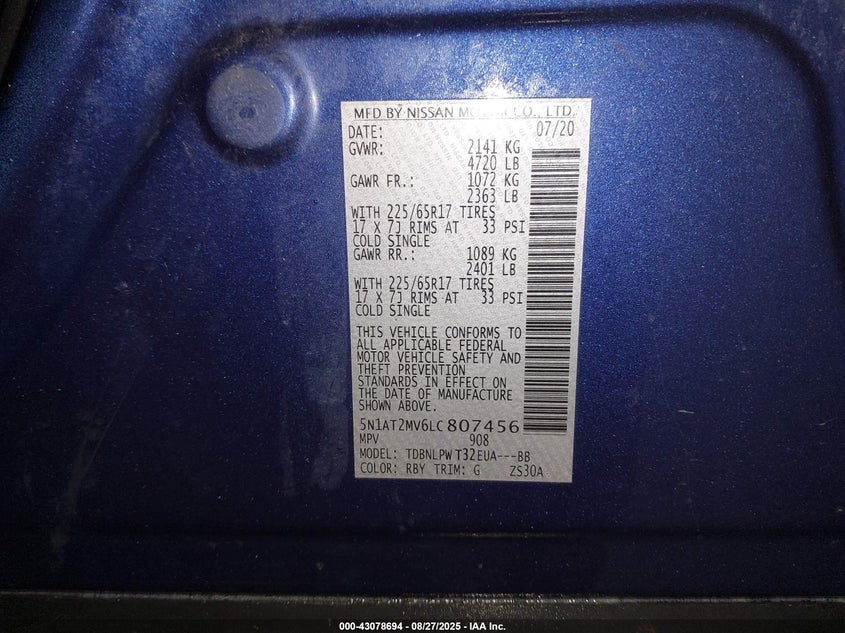 MFD BY NISSAN MOTOR CO., LTD.
DATE: 07/20
GVWR: 2141 KG
4720 LB
GAWR FR.: 1072 KG
2363 LB
WITH 225/65R17 TIRES
17 X 7J RIMS AT 33 PSI
COLD SINGLE
GAWR RR.: 1089 KG
2401 LB
WITH 225/65R17 TIRES
17 X 7J RIMS AT 33 PSI
COLD SINGLE
THIS VEHICLE CONFORMS TO
ALL APPLICABLE FEDERAL
MOTOR VEHICLE SAFETY AND
THEFT PREVENTION
STANDARDS IN EFFECT ON
THE DATE OF MANUFACTURE
SHOWN ABOVE.
5N1AT2MV6LC807456
MPV 908
MODEL: TDBNLPW T32EUA---BB
COLOR: RBY TRIM: G ZS30A
000-43078694 - 08/27/2025 - IAA Inc.